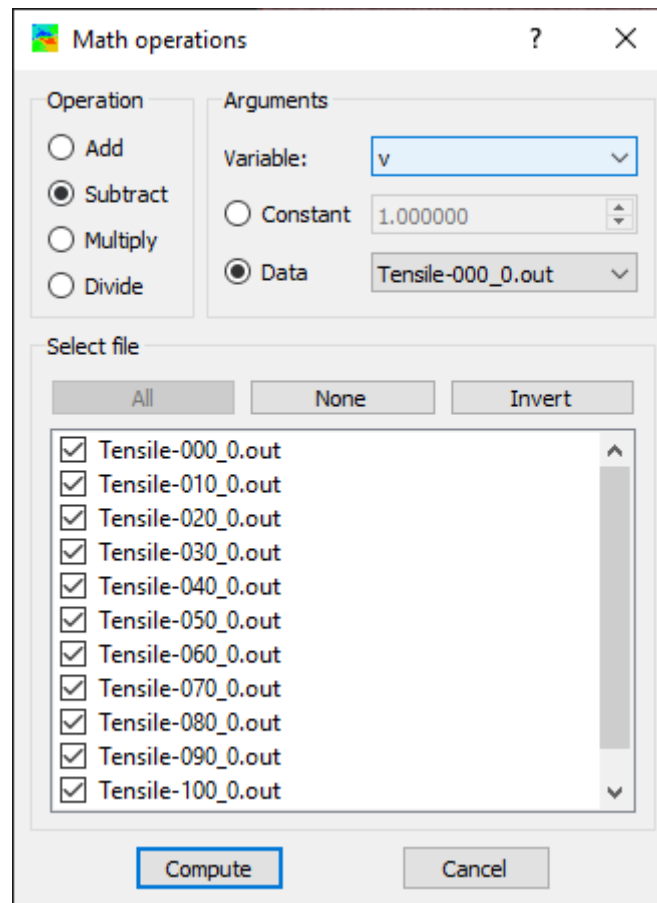 Math operations ?
Operation
Arguments
Add
Subtract
Multiply
Divide
Variable: v
Constant 1.000000
Data Tensile-000_0.out
Select file
All None Invert
Tensile-000_0.out
Tensile-010_0.out
Tensile-020_0.out
Tensile-030_0.out
Tensile-040_0.out
Tensile-050_0.out
Tensile-060_0.out
Tensile-070_0.out
Tensile-080_0.out
Tensile-090_0.out
Tensile-100_0.out
Compute Cancel